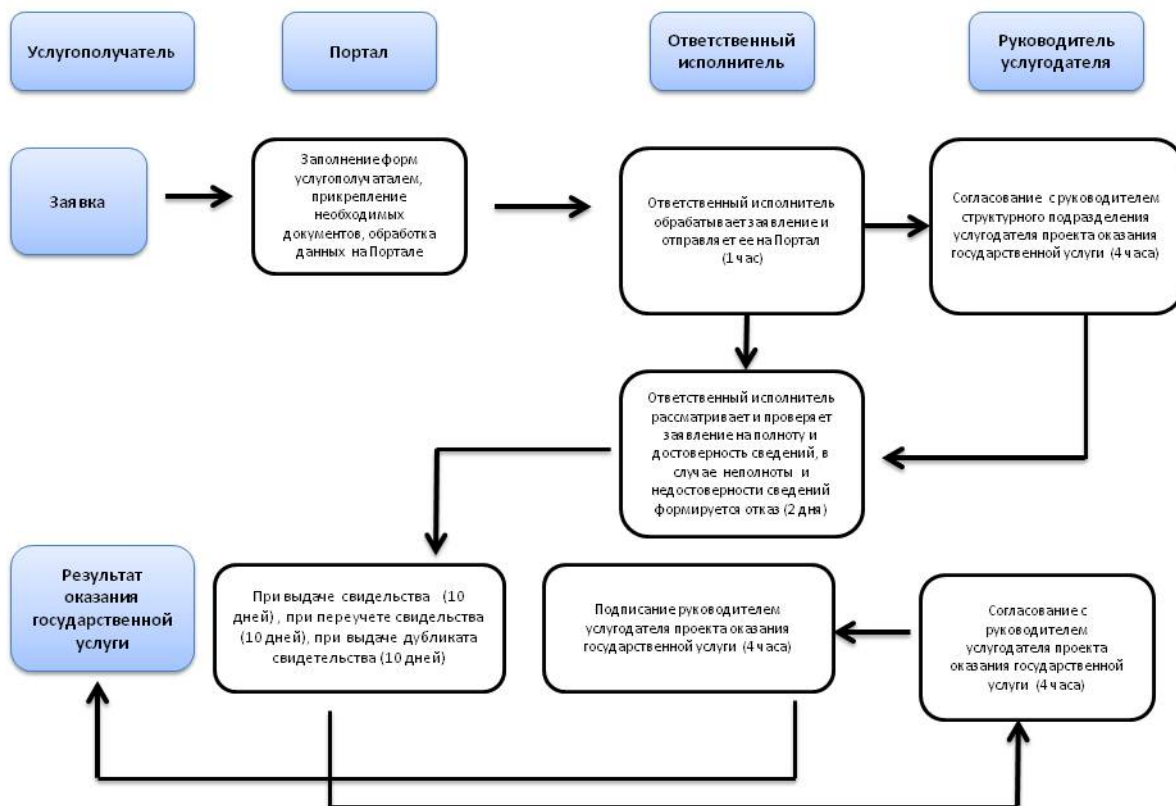 Услугополучатель
Портал
Ответственный
исполнитель
Руководитель
услугодателя
Заявка
Заполнение форм
услугополучаталем,
прикрепление
необходимых
документов, обработка
данных на Портале
Ответственный исполнитель
обрабатывает заявление и
отправляет ее на Портал
(1 час)
Согласование с руководителем
структурного подразделения
услугодателя проекта оказания
государственной услуги (4 часа)
Ответственный исполнитель
рассматривает и проверяет
заявление на полноту и
достоверность сведений, в
случае неполноты и
недостоверности сведений
формируется отказ (2 дня)
Результат
оказания
государственной
услуги
При выдаче свидельства (10
дней) , при переучете свидельства
(10 дней), при выдаче дубликата
свидетельства (10 дней)
Подписание руководителем
услугодателя проекта оказания
государственной услуги (4 часа)
Согласование с
руководителем
услугодателя проекта
оказания государственной
услуги (4 часа)